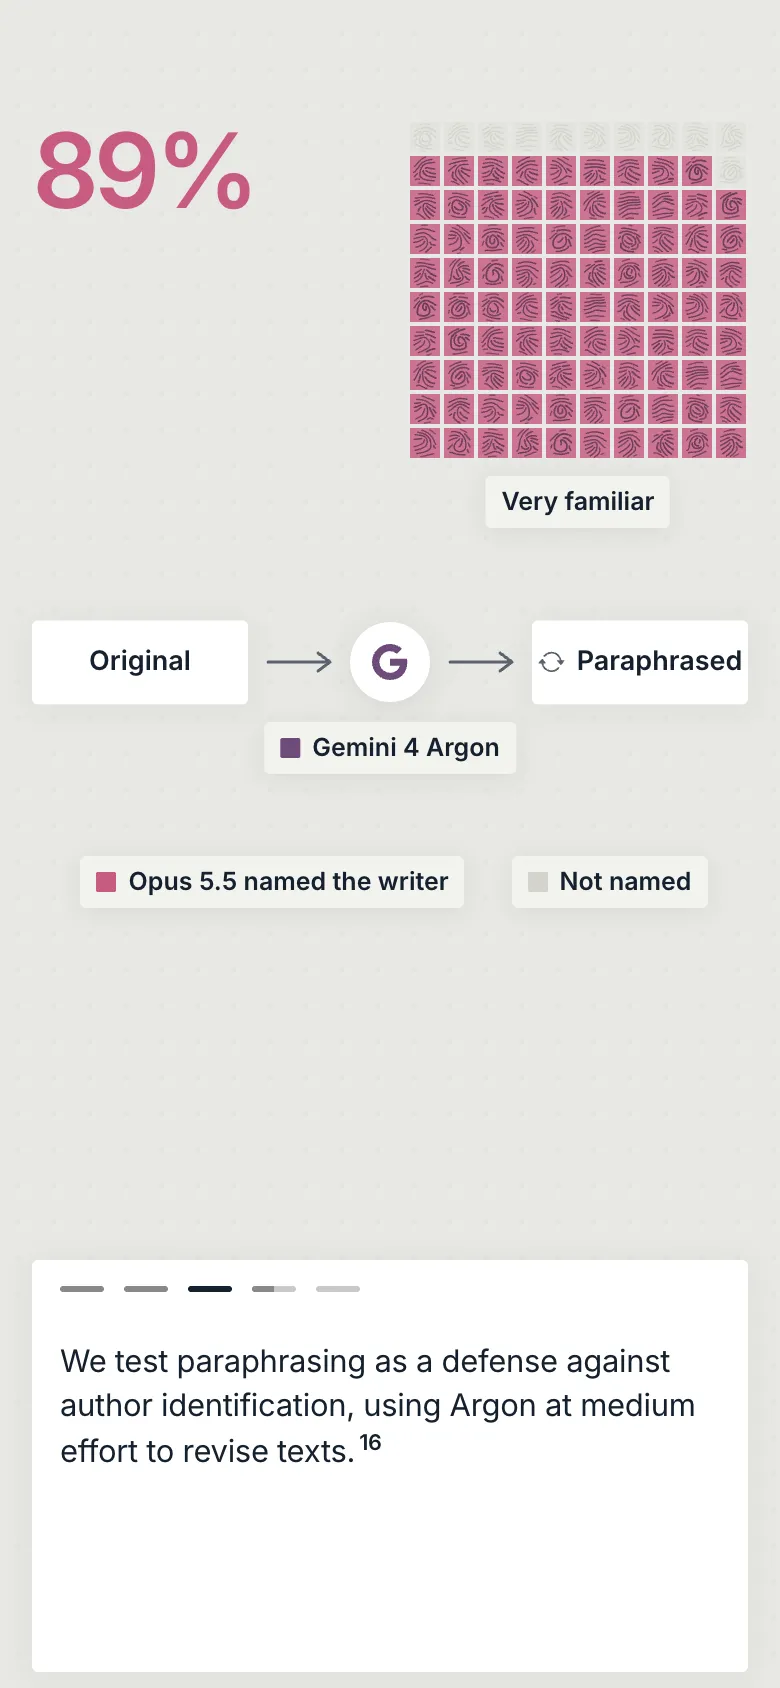 89%
Very familiar
Original
Paraphrased
Gemini 4 Argon
Opus 5.5 named the writer
Not named
We test paraphrasing as a defense against
author identification, using Argon at medium
effort to revise texts. 16